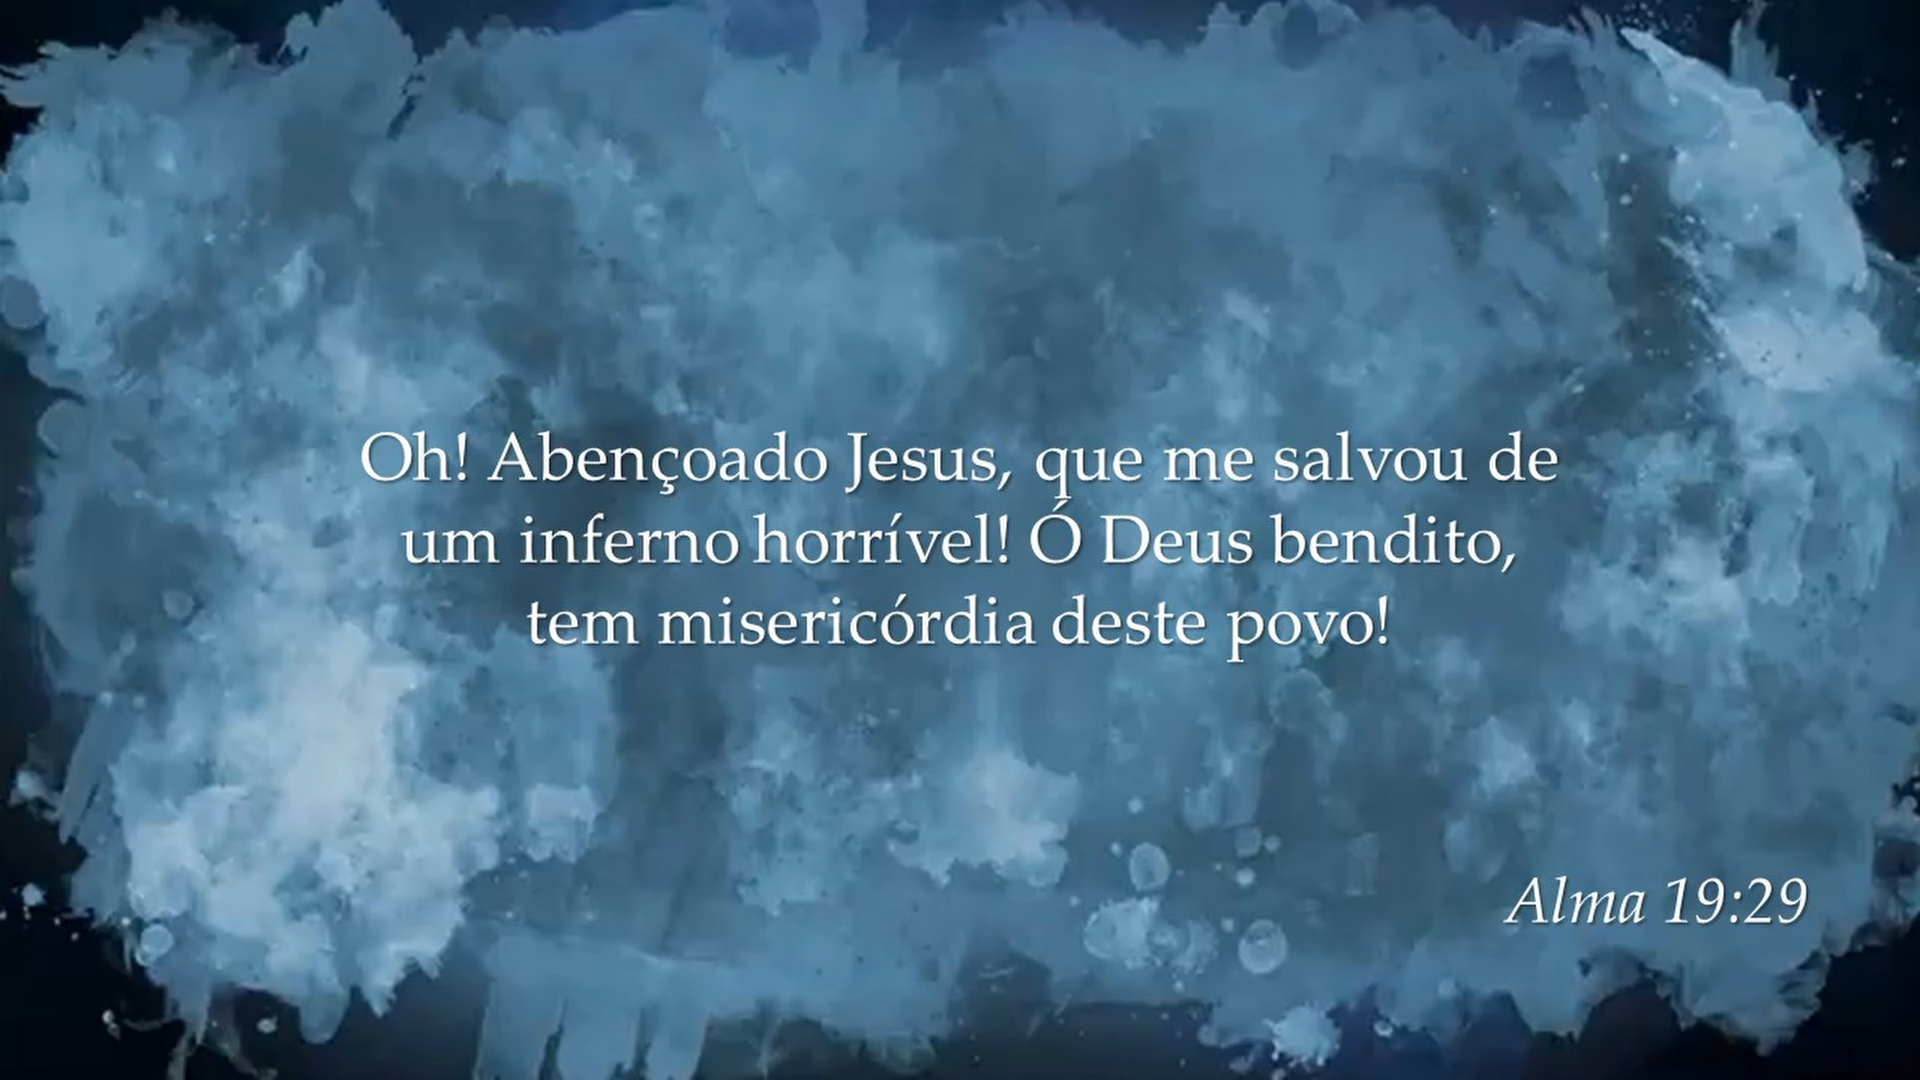 Oh! Abençoado Jesus, que me salvou de
um inferno horrível! Ó Deus bendito,
tem misericórdia deste povo!
Alma 19:29